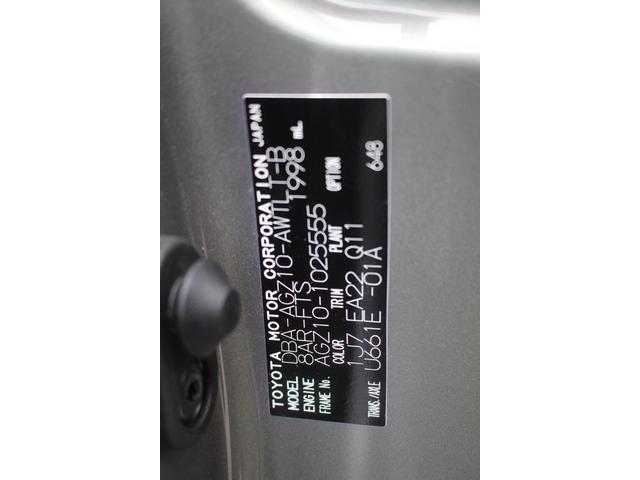 TOYOTA MOTOR CORPORATION JAPAN
MODEL DBA-AGZ10-AWTLT-B
ENGINE 8AR-FTS 1998 mL.
FRAME No. AGZ10-1025555
COLOR TRIM PLANT OPTION
1J7 EA22 Q11 648
TRANS./AXLE U661E -01A